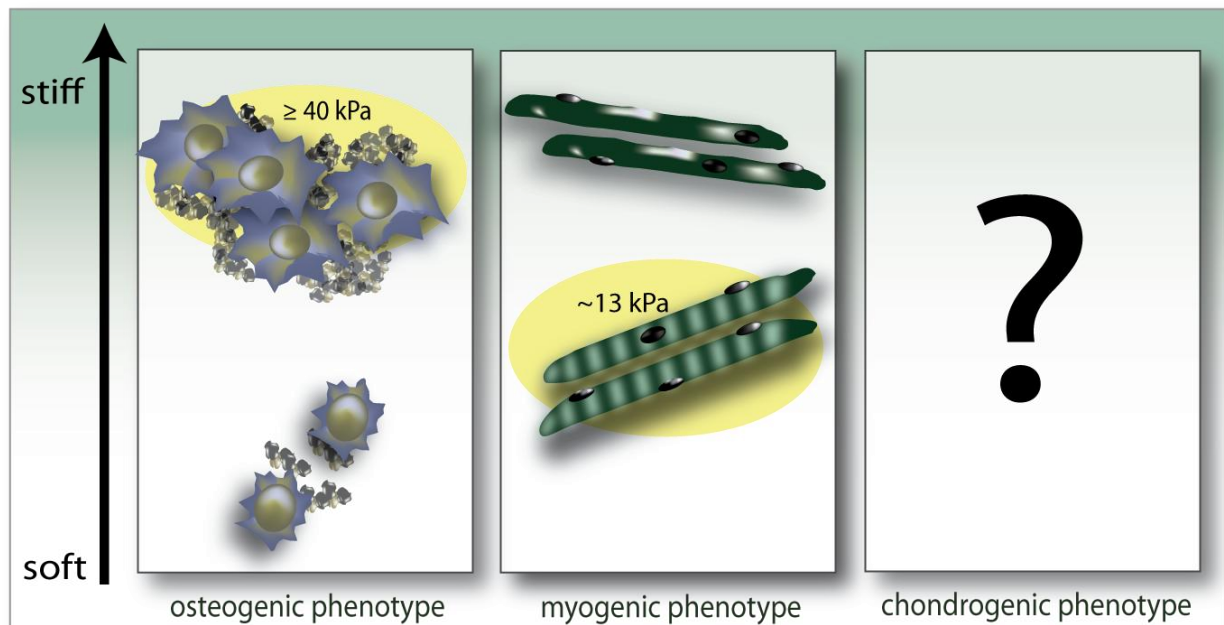 stiff
soft
≥ 40 kPa
~13 kPa
?
osteogenic phenotype
myogenic phenotype
chondrogenic phenotype